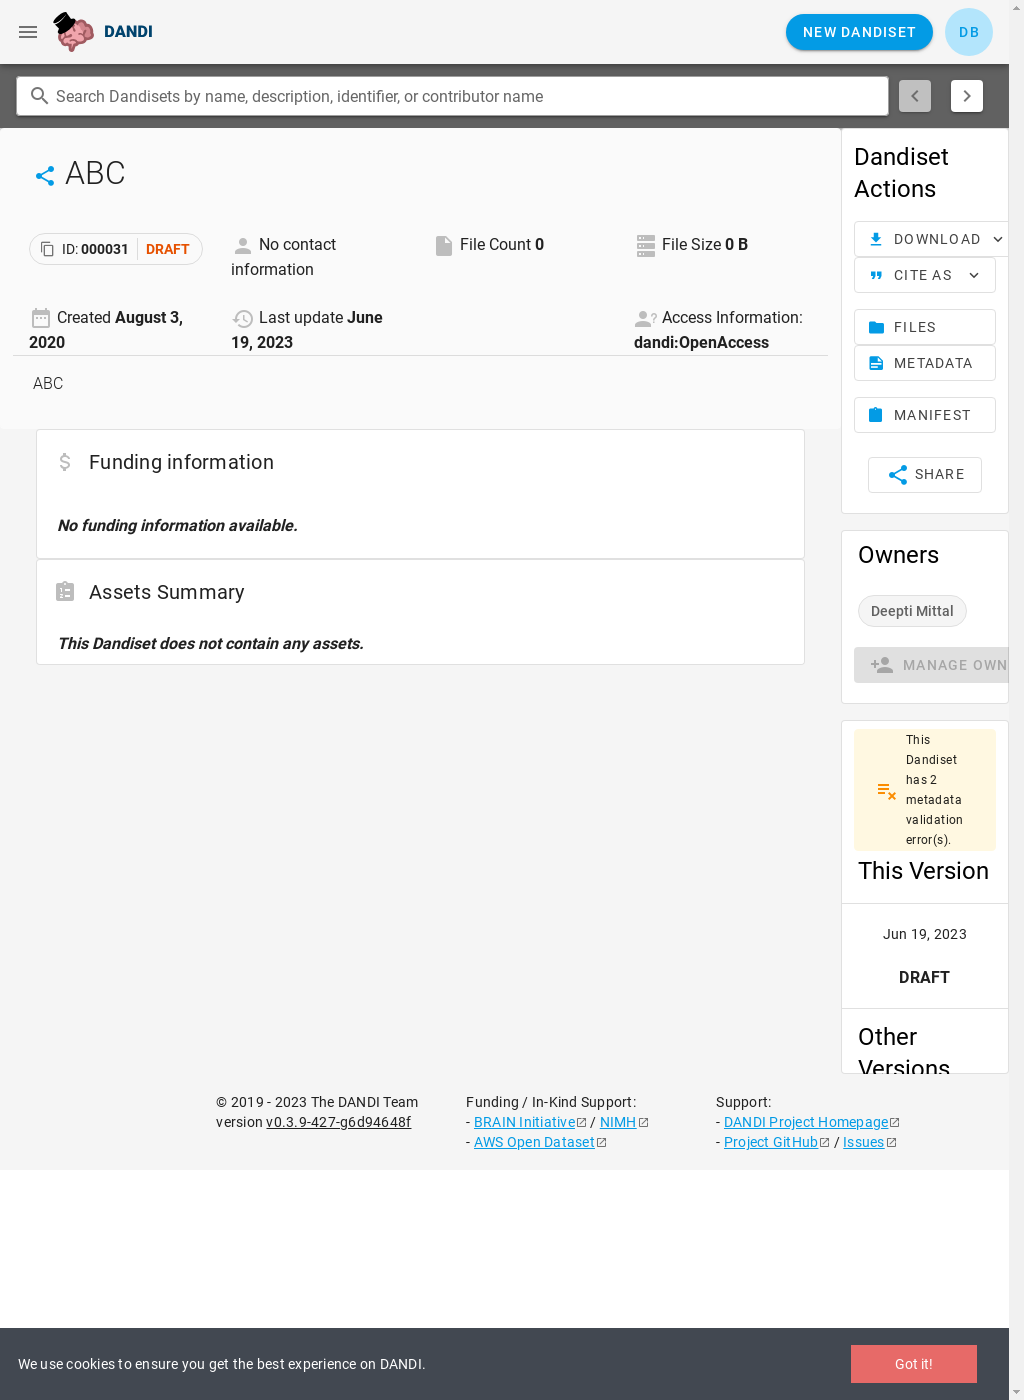 DANDI
NEW DANDISET
DB
Search Dandisets by name, description, identifier, or contributor name
ABC
ID: 000031 DRAFT
No contact
information
File Count 0
File Size 0 B
Created August 3,
2020
Last update June
19, 2023
Access Information:
dandi:OpenAccess
ABC
Funding information
No funding information available.
Assets Summary
This Dandiset does not contain any assets.
Dandiset
Actions
DOWNLOAD
CITE AS
FILES
METADATA
MANIFEST
SHARE
Owners
Deepti Mittal
MANAGE OWN
This
Dandiset
has 2
metadata
validation
error(s).
This Version
Jun 19, 2023
DRAFT
Other
Versions
© 2019 - 2023 The DANDI Team
version v0.3.9-427-g6d94648f
Funding / In-Kind Support:
- BRAIN Initiative / NIMH
- AWS Open Dataset
Support:
- DANDI Project Homepage
- Project GitHub / Issues
We use cookies to ensure you get the best experience on DANDI.
Got it!